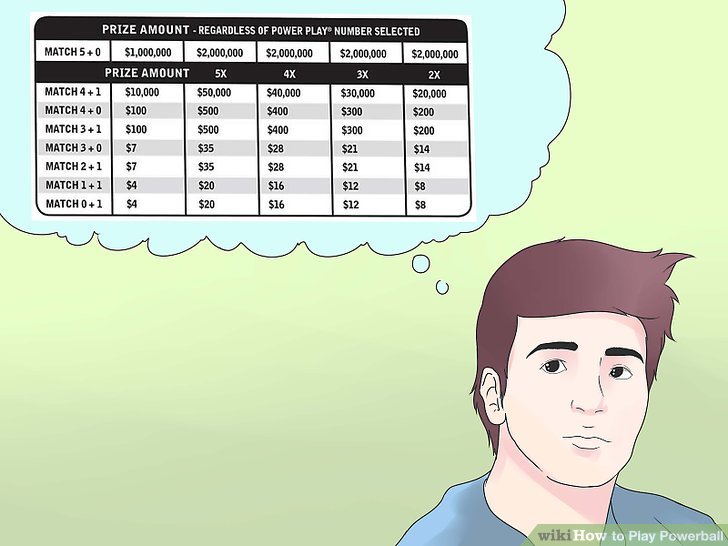 PRIZE AMOUNT - REGARDLESS OF POWER PLAY® NUMBER SELECTED
MATCH 5 + 0 $1,000,000 $2,000,000 $2,000,000 $2,000,000 $2,000,000
PRIZE AMOUNT 5X 4X 3X 2X
MATCH 4 + 1 $10,000 $50,000 $40,000 $30,000 $20,000
MATCH 4 + 0 $100 $500 $400 $300 $200
MATCH 3 + 1 $100 $500 $400 $300 $200
MATCH 3 + 0 $7 $35 $28 $21 $14
MATCH 2 + 1 $7 $35 $28 $21 $14
MATCH 1 + 1 $4 $20 $16 $12 $8
MATCH 0 + 1 $4 $20 $16 $12 $8
wikiHow to Play Powerball